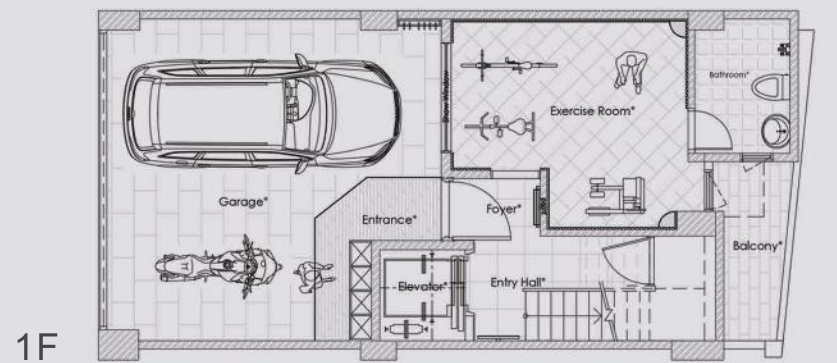 Bathroom*
Show Window
Exercise Room*
Garage*
Entrance*
Foyer*
Balcony*
Elevator*
Entry Hall*
1F